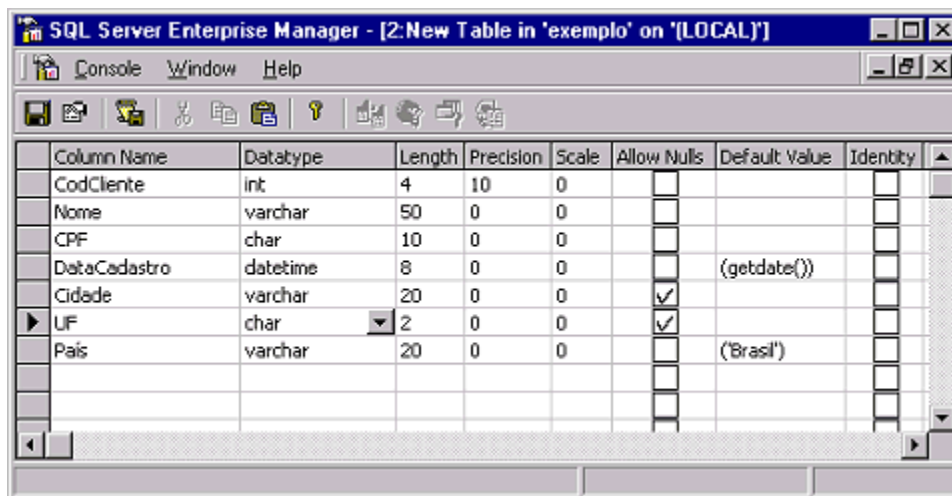 SQL Server Enterprise Manager - [2:New Table in 'exemplo' on '(LOCAL)']
Console Window Help
Column Name Datatype Length Precision Scale Allow Nulls Default Value Identity
CodCliente int 4 10 0
Nome varchar 50 0 0
CPF char 10 0 0
DataCadastro datetime 8 0 0 (getdate())
Cidade varchar 20 0 0
UF char 2 0 0
País varchar 20 0 0 ('Brasil')